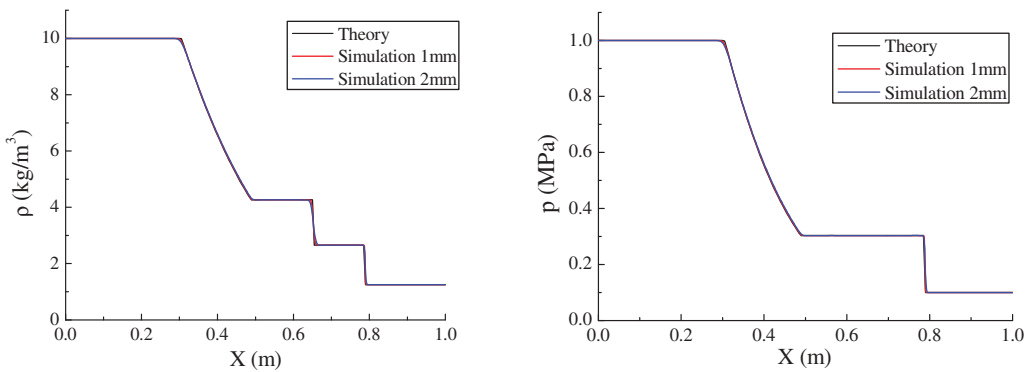 10
8
6
4
2
0
ρ (kg/m³)
0.0 0.2 0.4 0.6 0.8 1.0
X (m)
Theory
Simulation 1mm
Simulation 2mm
1.0
0.8
0.6
0.4
0.2
0.0
p (MPa)
0.0 0.2 0.4 0.6 0.8 1.0
X (m)
Theory
Simulation 1mm
Simulation 2mm